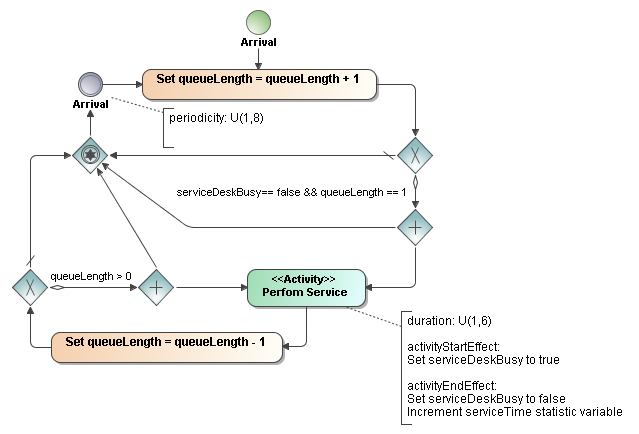 Arrival
Set queueLength = queueLength + 1
Arrival
periodicity: U(1,8)
X
serviceDeskBusy== false && queueLength == 1
+
queueLength > 0
X
+
<<Activity>>
Perfom Service
duration: U(1,6)
Set queueLength = queueLength - 1
activityStartEffect:
Set serviceDeskBusy to true
activityEndEffect:
Set serviceDeskBusy to false
Increment serviceTime statistic variable